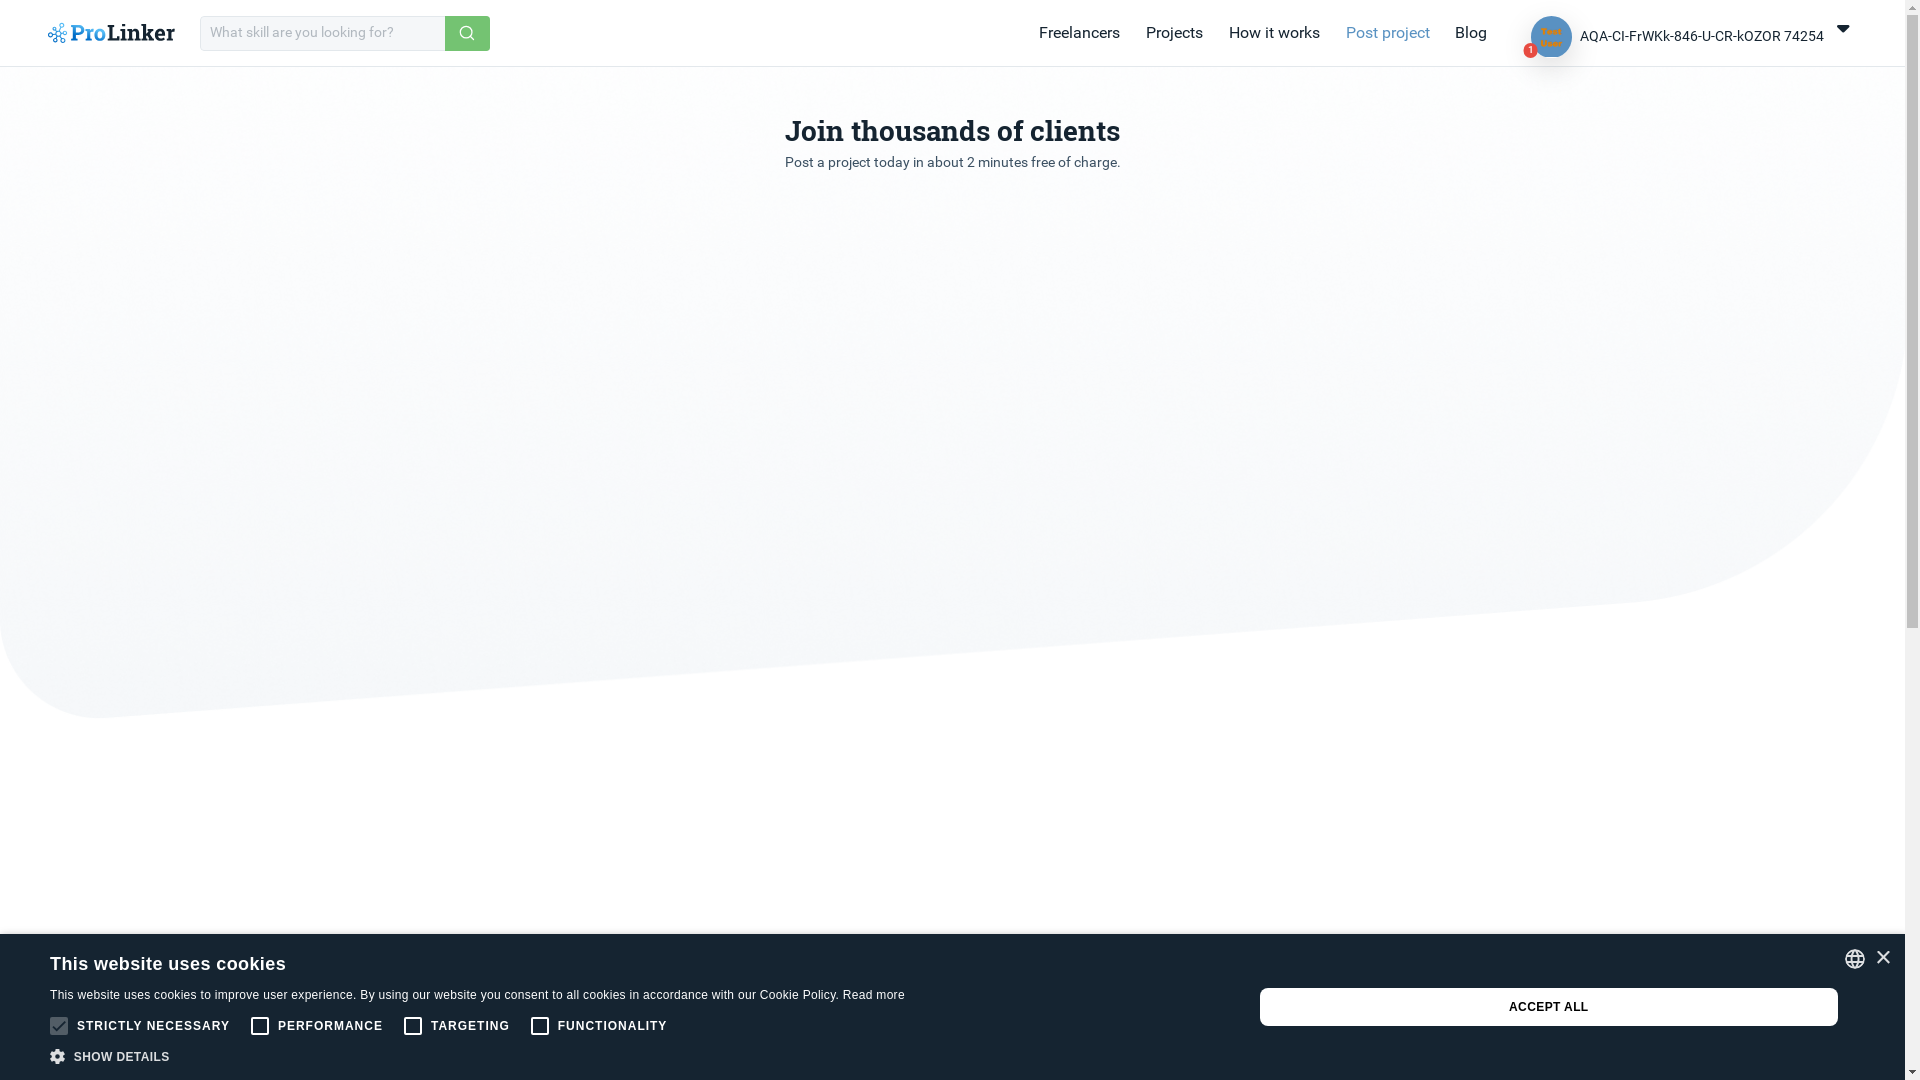 ProLinker
What skill are you looking for?
Freelancers
Projects
How it works
Post project
Blog
Test
User
1
AQA-CI-FrWKk-846-U-CR-kOZOR 74254
Join thousands of clients
Post a project today in about 2 minutes free of charge.
This website uses cookies
This website uses cookies to improve user experience. By using our website you consent to all cookies in accordance with our Cookie Policy. Read more
STRICTLY NECESSARY
PERFORMANCE
TARGETING
FUNCTIONALITY
SHOW DETAILS
ACCEPT ALL